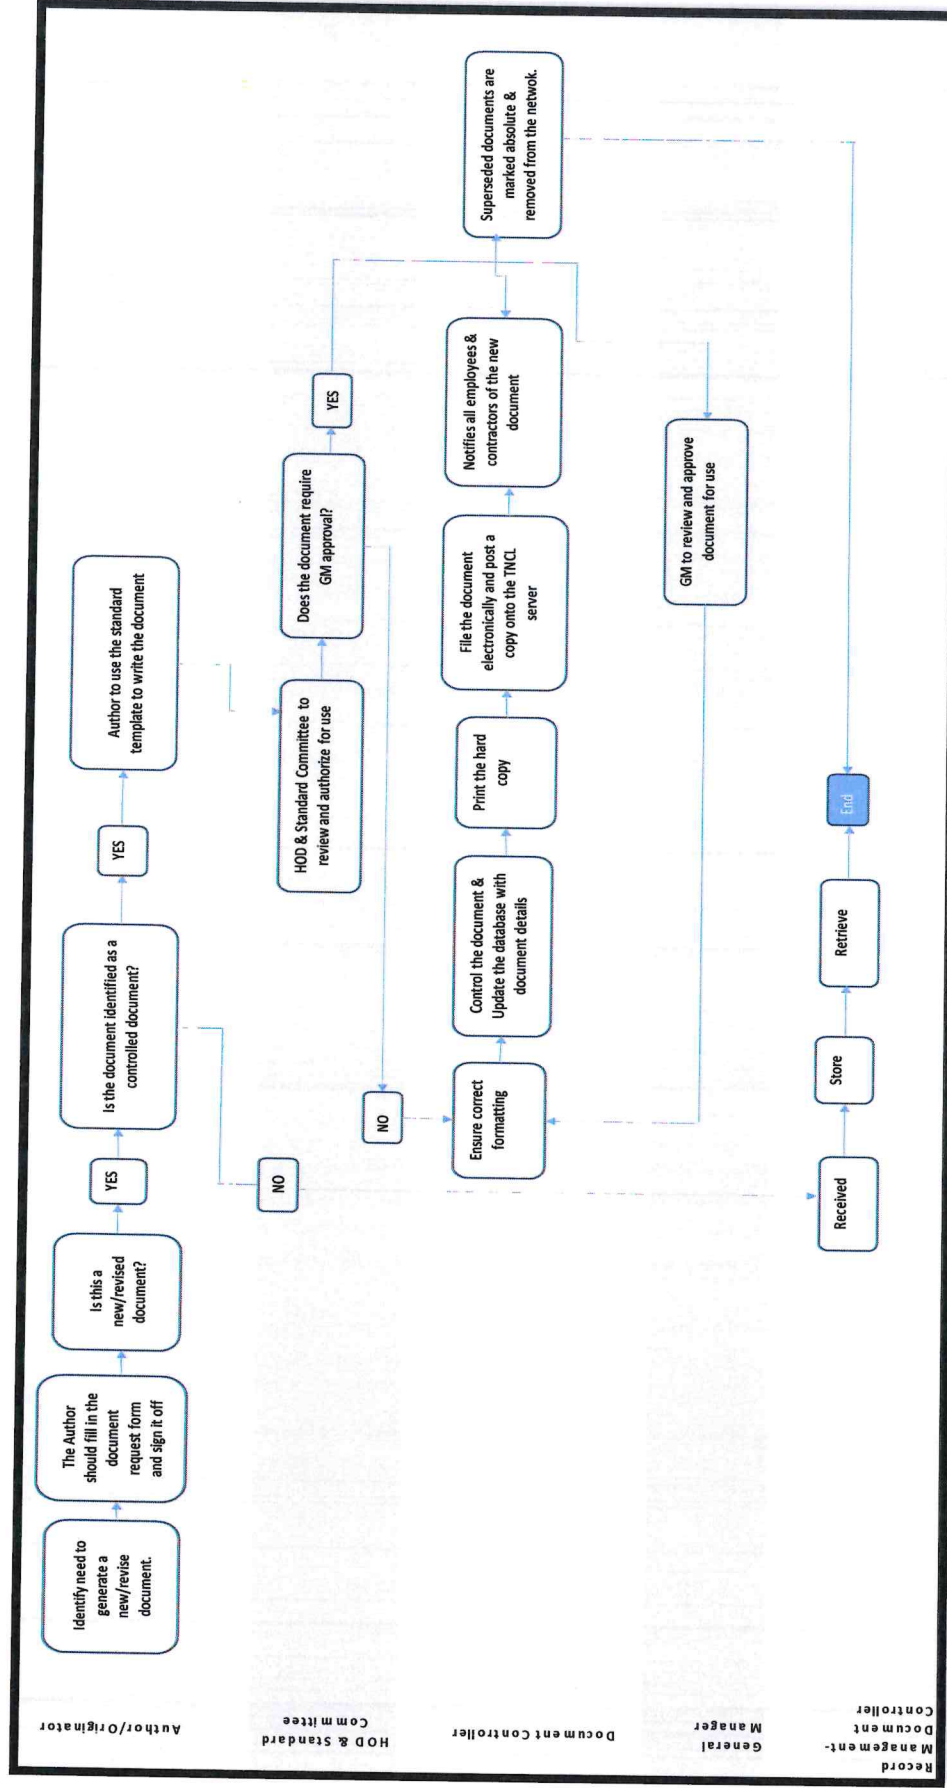 Author/Originator
Identify need to
generate a
new/revise
document.
The Author
should fill in the
document
request form
and sign it off
Is this a
new/revised
document?
YES
Is the document identified as a
controlled document?
YES
Author to use the standard
template to write the document
HOD & Standard
Committee
NO
HOD & Standard Committee to
review and authorize for use
Does the document require
GM approval?
YES
NO
Document Controller
Ensure correct
formatting
Control the document &
Update the database with
document details
Print the hard
copy
File the document
electronically and post a
copy onto the TNCL
server
Notifies all employees &
contractors of the new
document
Superseded documents are
marked absolute &
removed from the netwok.
General
Manager
GM to review and approve
document for use
Record
Management-
Document
Controller
Received
Store
Retrieve
End